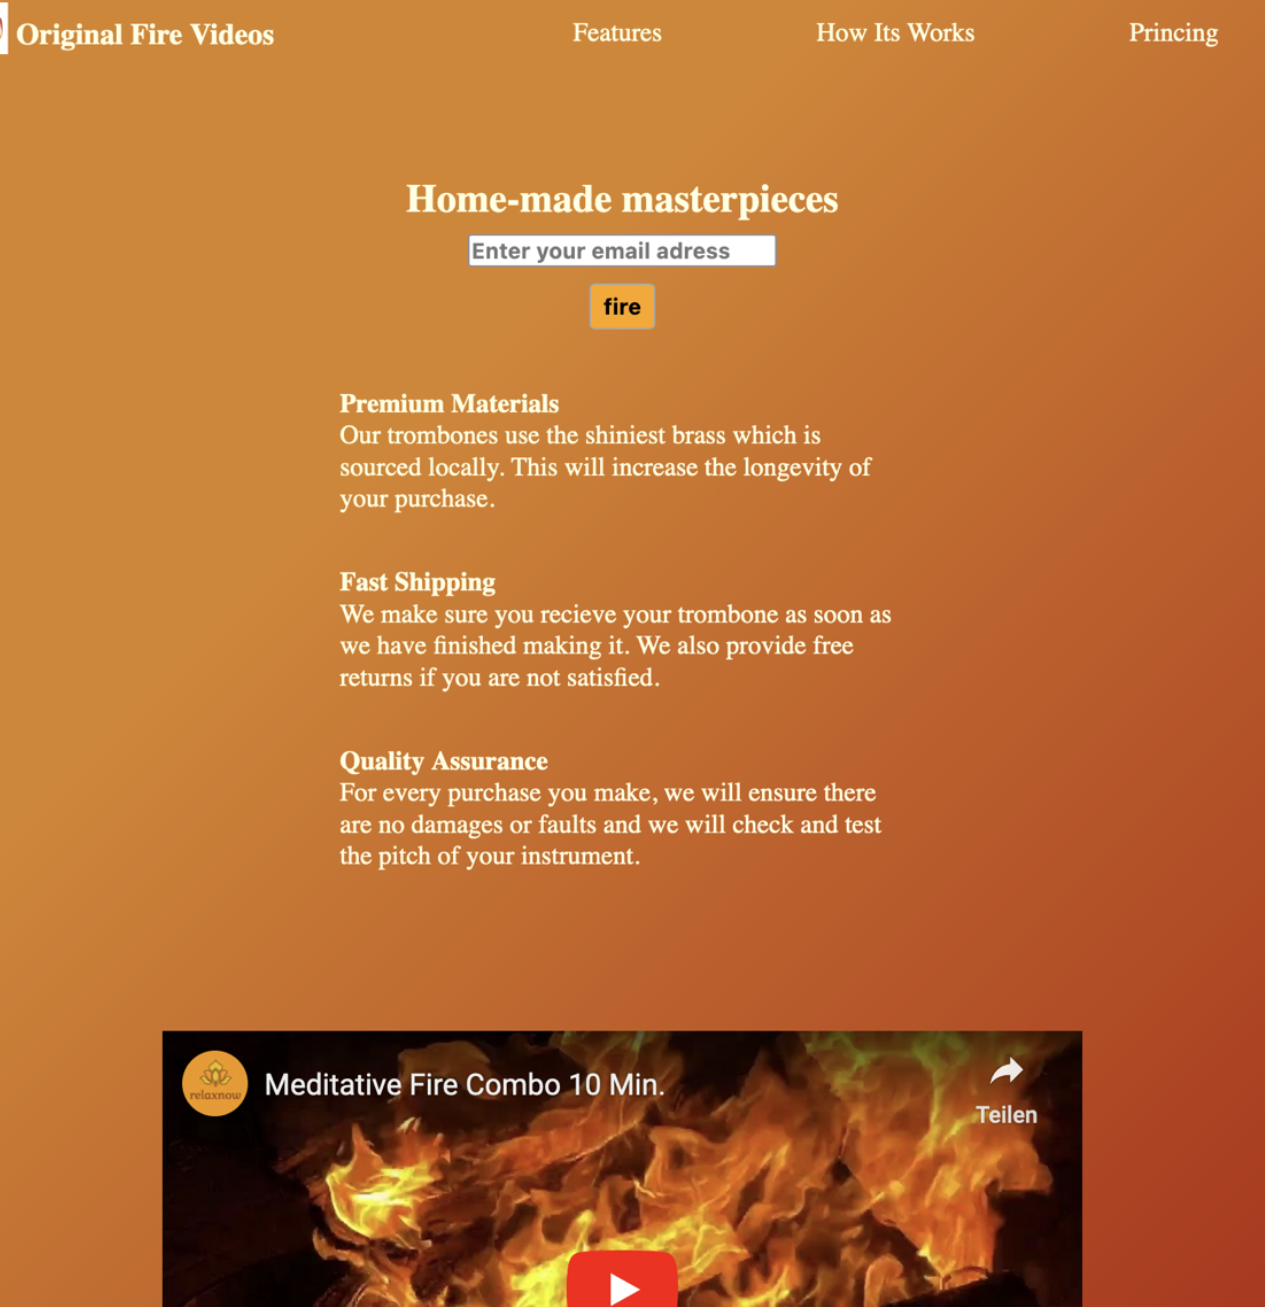 Original Fire Videos
Features
How Its Works
Princing
Home-made masterpieces
Enter your email adress
fire
Premium Materials
Our trombones use the shiniest brass which is
sourced locally. This will increase the longevity of
your purchase.
Fast Shipping
We make sure you recieve your trombone as soon as
we have finished making it. We also provide free
returns if you are not satisfied.
Quality Assurance
For every purchase you make, we will ensure there
are no damages or faults and we will check and test
the pitch of your instrument.
relaxnow
Meditative Fire Combo 10 Min.
Teilen